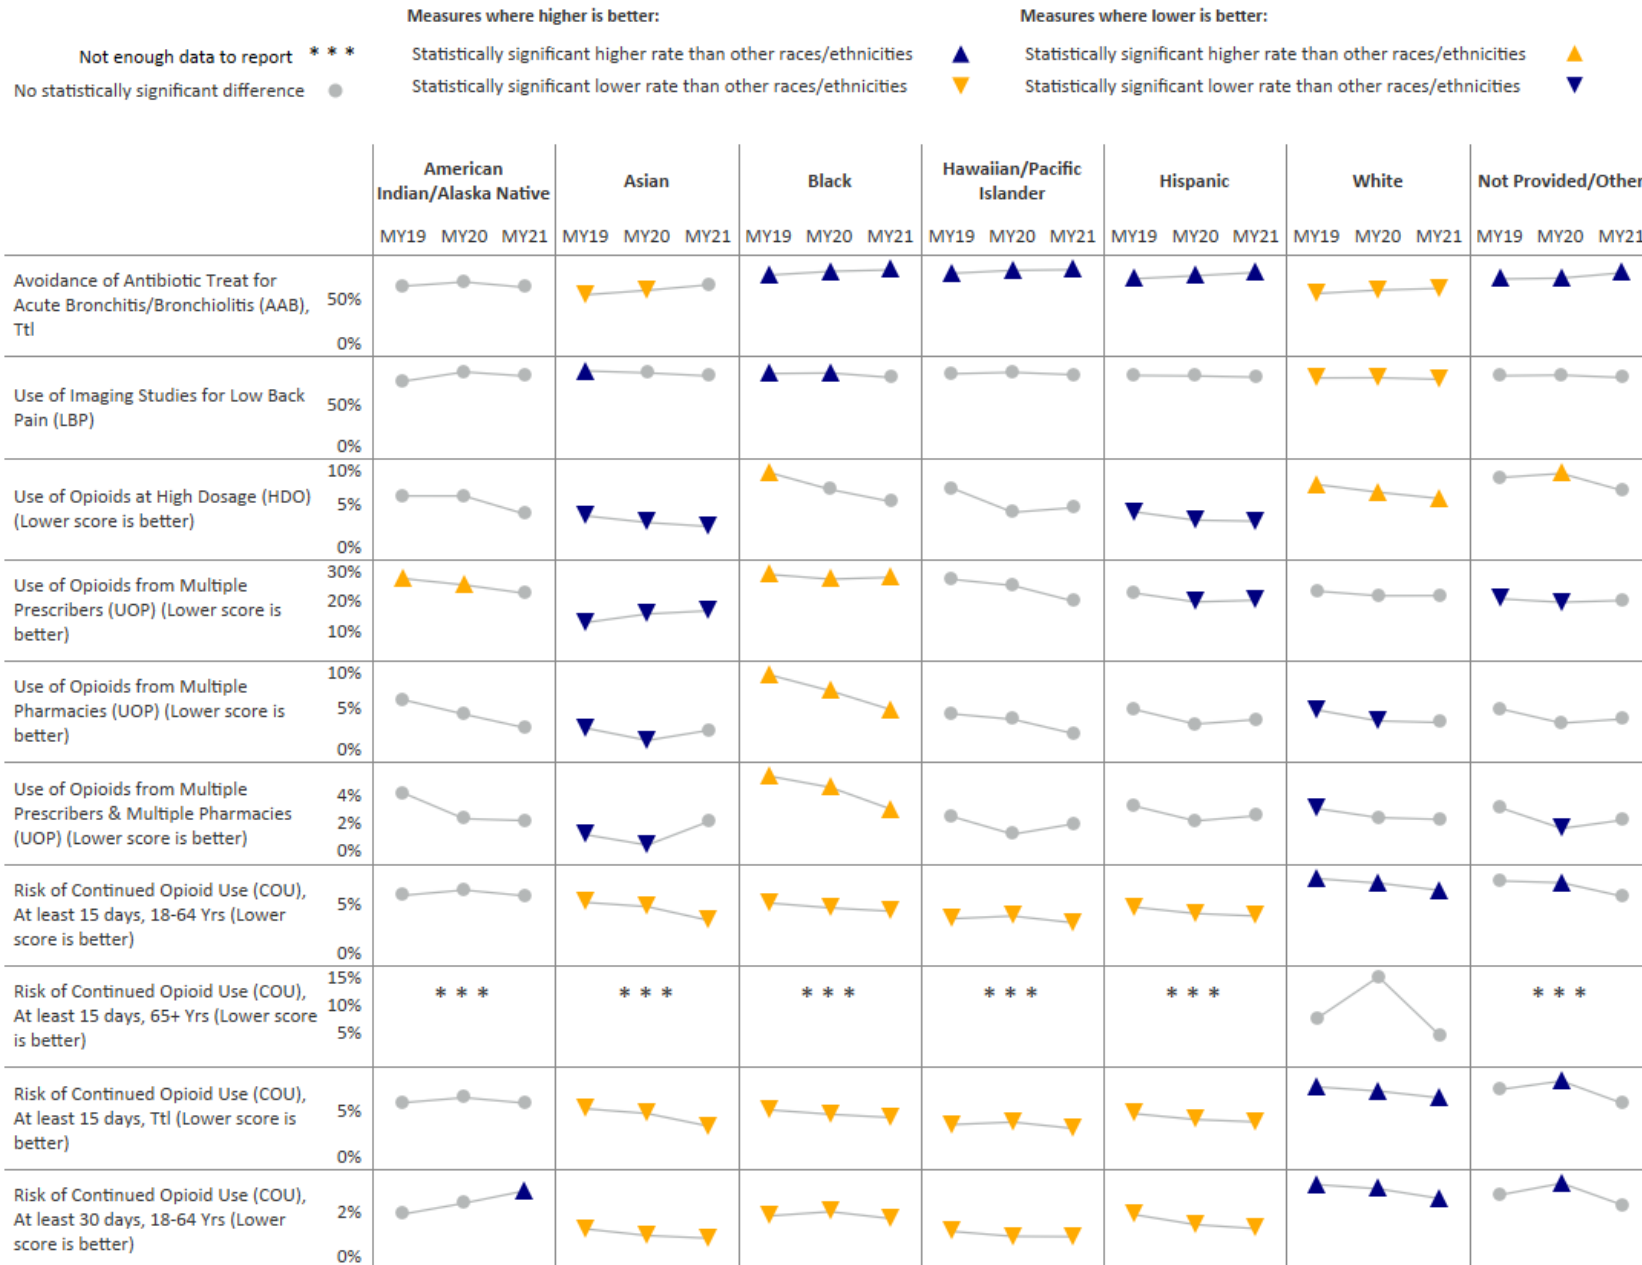 Measures where higher is better:
Measures where lower is better:
Not enough data to report * * *
Statistically significant higher rate than other races/ethnicities
Statistically significant higher rate than other races/ethnicities
No statistically significant difference
Statistically significant lower rate than other races/ethnicities
Statistically significant lower rate than other races/ethnicities
American
Indian/Alaska Native
Asian
Black
Hawaiian/Pacific
Islander
Hispanic
White
Not Provided/Other
MY19 MY20 MY21 MY19 MY20 MY21 MY19 MY20 MY21 MY19 MY20 MY21 MY19 MY20 MY21 MY19 MY20 MY21 MY19 MY20 MY21
Avoidance of Antibiotic Treat for
Acute Bronchitis/Bronchiolitis (AAB),
Ttl
50%
0%
Use of Imaging Studies for Low Back
Pain (LBP)
50%
0%
Use of Opioids at High Dosage (HDO)
(Lower score is better)
10%
5%
0%
Use of Opioids from Multiple
Prescribers (UOP) (Lower score is
better)
30%
20%
10%
Use of Opioids from Multiple
Pharmacies (UOP) (Lower score is
better)
10%
5%
0%
Use of Opioids from Multiple
Prescribers & Multiple Pharmacies
(UOP) (Lower score is better)
4%
2%
0%
Risk of Continued Opioid Use (COU),
At least 15 days, 18-64 Yrs (Lower
score is better)
5%
0%
Risk of Continued Opioid Use (COU),
At least 15 days, 65+ Yrs (Lower score
is better)
15%
10%
5%
* * *
* * *
* * *
* * *
* * *
* * *
Risk of Continued Opioid Use (COU),
At least 15 days, Ttl (Lower score is
better)
5%
0%
Risk of Continued Opioid Use (COU),
At least 30 days, 18-64 Yrs (Lower
score is better)
2%
0%